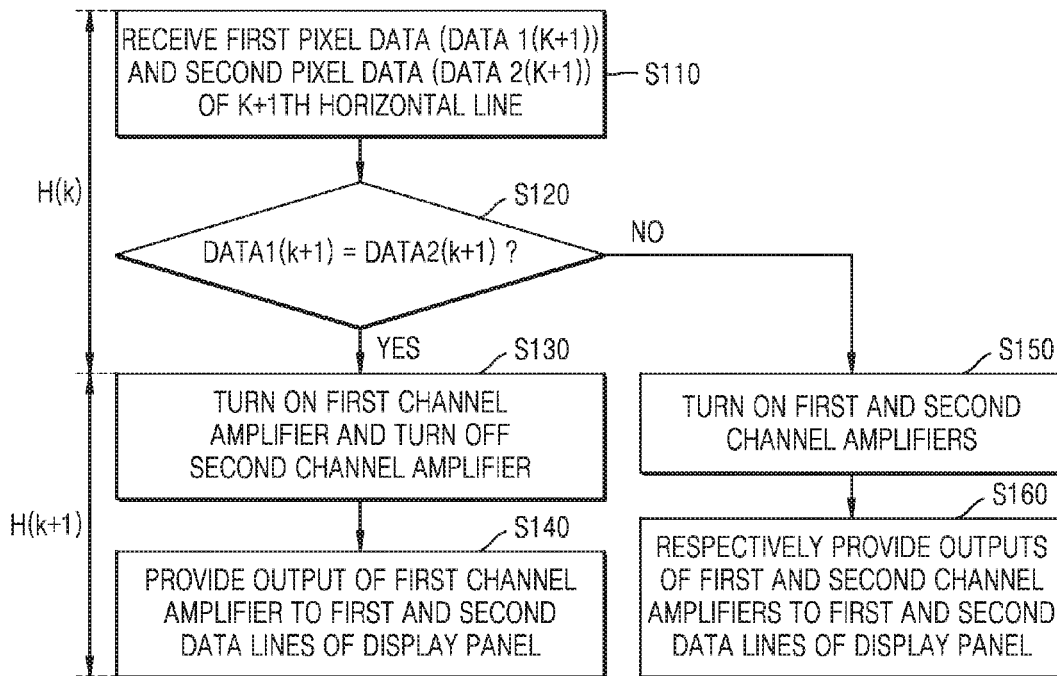 RECEIVE FIRST PIXEL DATA (DATA 1(K+1))
AND SECOND PIXEL DATA (DATA 2(K+1))
OF K+1TH HORIZONTAL LINE
S110
H(k)
S120
DATA1(k+1) = DATA2(k+1) ?
NO
YES
S130
TURN ON FIRST CHANNEL
AMPLIFIER AND TURN OFF
SECOND CHANNEL AMPLIFIER
S150
TURN ON FIRST AND SECOND
CHANNEL AMPLIFIERS
H(k+1)
S140
PROVIDE OUTPUT OF FIRST CHANNEL
AMPLIFIER TO FIRST AND SECOND
DATA LINES OF DISPLAY PANEL
S160
RESPECTIVELY PROVIDE OUTPUTS
OF FIRST AND SECOND CHANNEL
AMPLIFIERS TO FIRST AND SECOND
DATA LINES OF DISPLAY PANEL